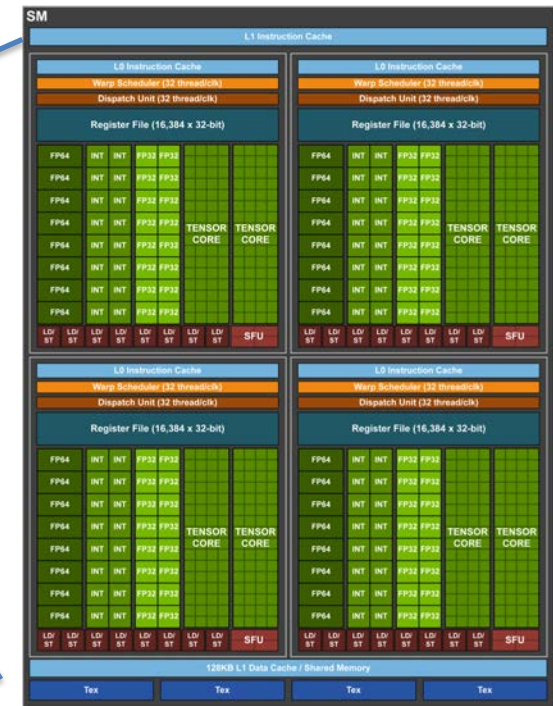 SM
L1 Instruction Cache
L0 Instruction Cache
Warp Scheduler (32 thread/clk)
Dispatch Unit (32 thread/clk)
Register File (16,384 x 32-bit)
FP64 INT INT FP32 FP32
FP64 INT INT FP32 FP32
FP64 INT INT FP32 FP32
FP64 INT INT FP32 FP32
FP64 INT INT FP32 FP32
FP64 INT INT FP32 FP32
FP64 INT INT FP32 FP32
FP64 INT INT FP32 FP32
TENSOR CORE TENSOR CORE
LD/ST LD/ST LD/ST LD/ST LD/ST LD/ST LD/ST LD/ST SFU
L0 Instruction Cache
Warp Scheduler (32 thread/clk)
Dispatch Unit (32 thread/clk)
Register File (16,384 x 32-bit)
FP64 INT INT FP32 FP32
FP64 INT INT FP32 FP32
FP64 INT INT FP32 FP32
FP64 INT INT FP32 FP32
FP64 INT INT FP32 FP32
FP64 INT INT FP32 FP32
FP64 INT INT FP32 FP32
FP64 INT INT FP32 FP32
TENSOR CORE TENSOR CORE
LD/ST LD/ST LD/ST LD/ST LD/ST LD/ST LD/ST LD/ST SFU
L0 Instruction Cache
Warp Scheduler (32 thread/clk)
Dispatch Unit (32 thread/clk)
Register File (16,384 x 32-bit)
FP64 INT INT FP32 FP32
FP64 INT INT FP32 FP32
FP64 INT INT FP32 FP32
FP64 INT INT FP32 FP32
FP64 INT INT FP32 FP32
FP64 INT INT FP32 FP32
FP64 INT INT FP32 FP32
FP64 INT INT FP32 FP32
TENSOR CORE TENSOR CORE
LD/ST LD/ST LD/ST LD/ST LD/ST LD/ST LD/ST LD/ST SFU
L0 Instruction Cache
Warp Scheduler (32 thread/clk)
Dispatch Unit (32 thread/clk)
Register File (16,384 x 32-bit)
FP64 INT INT FP32 FP32
FP64 INT INT FP32 FP32
FP64 INT INT FP32 FP32
FP64 INT INT FP32 FP32
FP64 INT INT FP32 FP32
FP64 INT INT FP32 FP32
FP64 INT INT FP32 FP32
FP64 INT INT FP32 FP32
TENSOR CORE TENSOR CORE
LD/ST LD/ST LD/ST LD/ST LD/ST LD/ST LD/ST LD/ST SFU
128KB L1 Data Cache / Shared Memory
Tex Tex Tex Tex